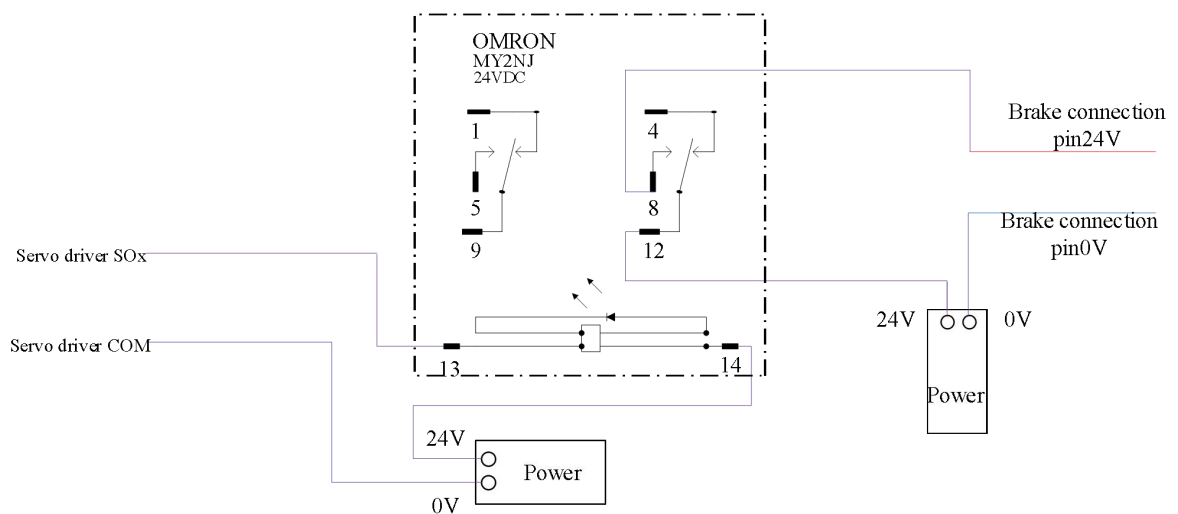 OMRON
MY2NJ
24VDC
1
4
Brake connection
pin24V
5
8
Brake connection
pin0V
9
12
Servo driver SOx
24V
0V
Servo driver COM
13
14
Power
24V
Power
0V